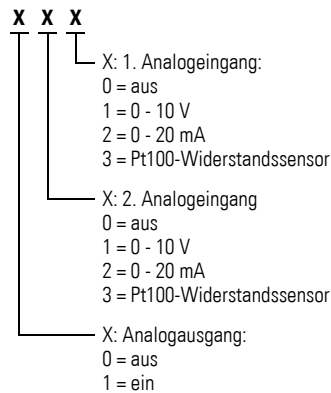 X X X
X: 1. Analogeingang:
0 = aus
1 = 0 - 10 V
2 = 0 - 20 mA
3 = Pt100-Widerstandssensor
X: 2. Analogeingang
0 = aus
1 = 0 - 10 V
2 = 0 - 20 mA
3 = Pt100-Widerstandssensor
X: Analogausgang:
0 = aus
1 = ein